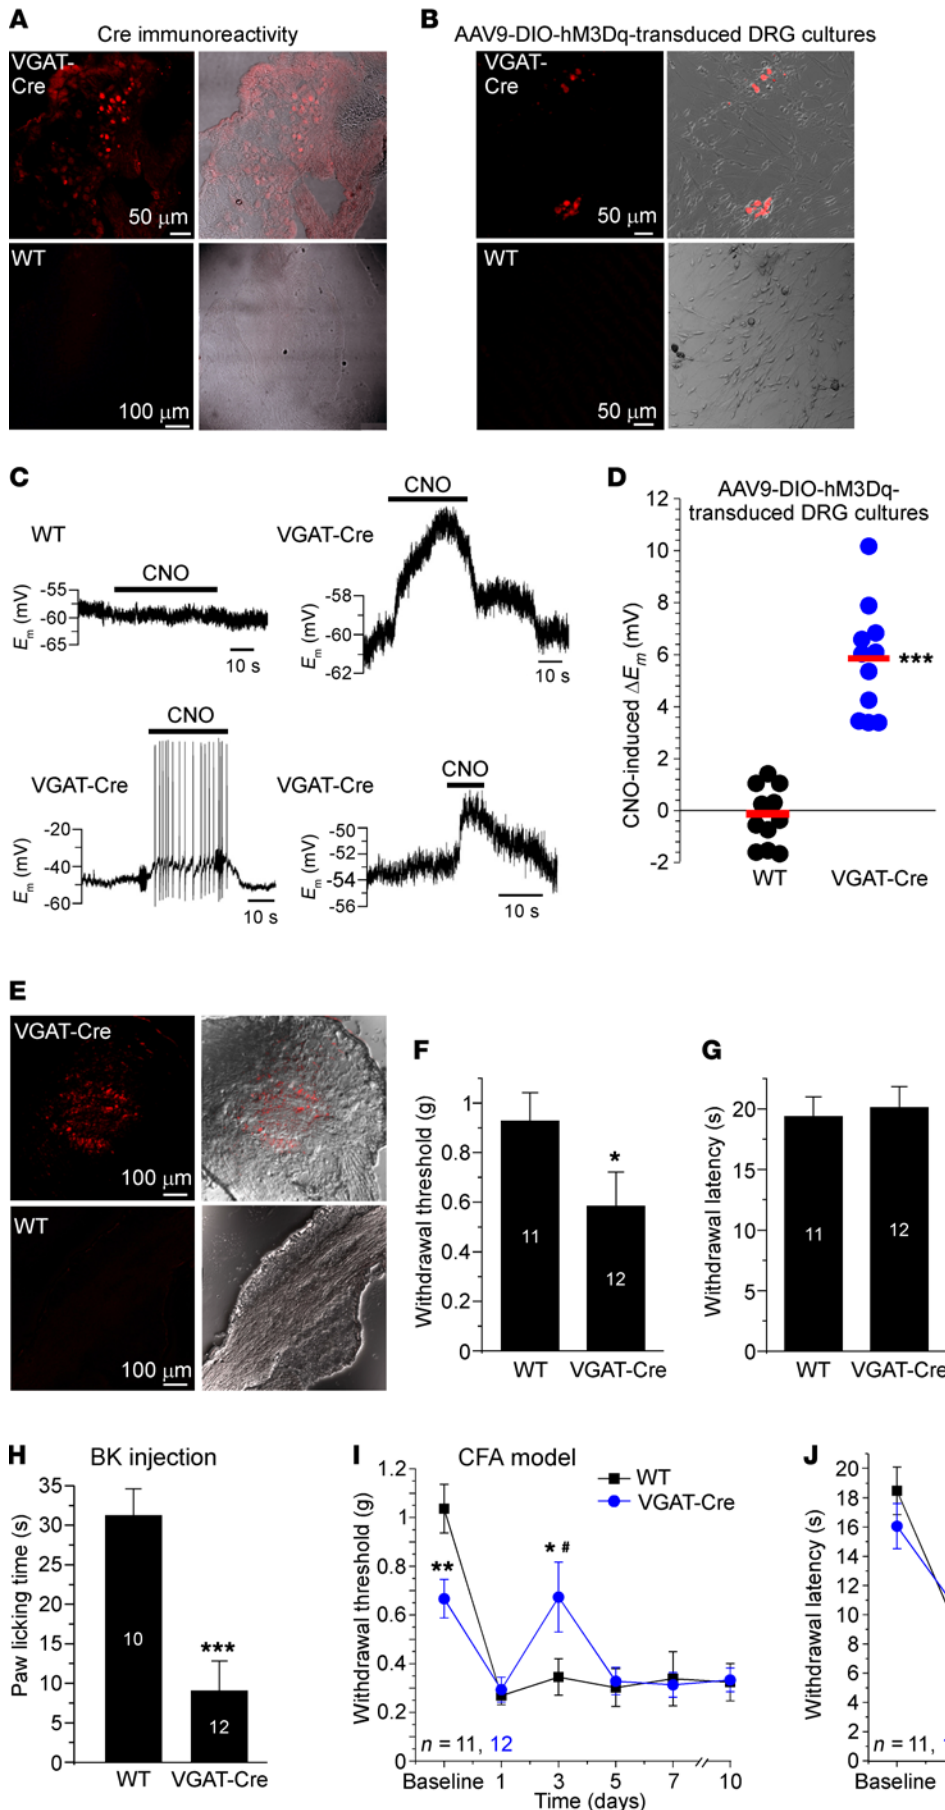 A
Cre immunoreactivity
VGAT-
Cre
50 µm
WT
100 µm
B
AAV9-DIO-hM3Dq-transduced DRG cultures
VGAT-
Cre
50 µm
WT
50 µm
C
WT
CNO
Em (mV)
-55
-60
-65
10 s
VGAT-Cre
CNO
Em (mV)
-58
-60
-62
10 s
VGAT-Cre
CNO
Em (mV)
-20
-40
-60
10 s
VGAT-Cre
CNO
Em (mV)
-50
-52
-54
-56
10 s
D
AAV9-DIO-hM3Dq-
transduced DRG cultures
CNO-induced ΔEm (mV)
12
10
8
6
4
2
0
-2
***
WT
VGAT-Cre
E
VGAT-Cre
100 µm
WT
100 µm
F
Withdrawal threshold (g)
1
0.8
0.6
0.4
0.2
0
*
11
12
WT
VGAT-Cre
G
Withdrawal latency (s)
20
15
10
5
0
11
12
WT
VGAT-Cre
H
BK injection
Paw licking time (s)
35
30
25
20
15
10
5
0
10
***
12
WT
VGAT-Cre
I
CFA model
WT
VGAT-Cre
Withdrawal threshold (g)
1.2
1
0.8
0.6
0.4
0.2
0
**
* #
n = 11, 12
Baseline 1 3 5 7 10
Time (days)
J
Withdrawal latency (s)
20
18
16
14
12
10
8
6
4
2
0
n = 11,
Baseline